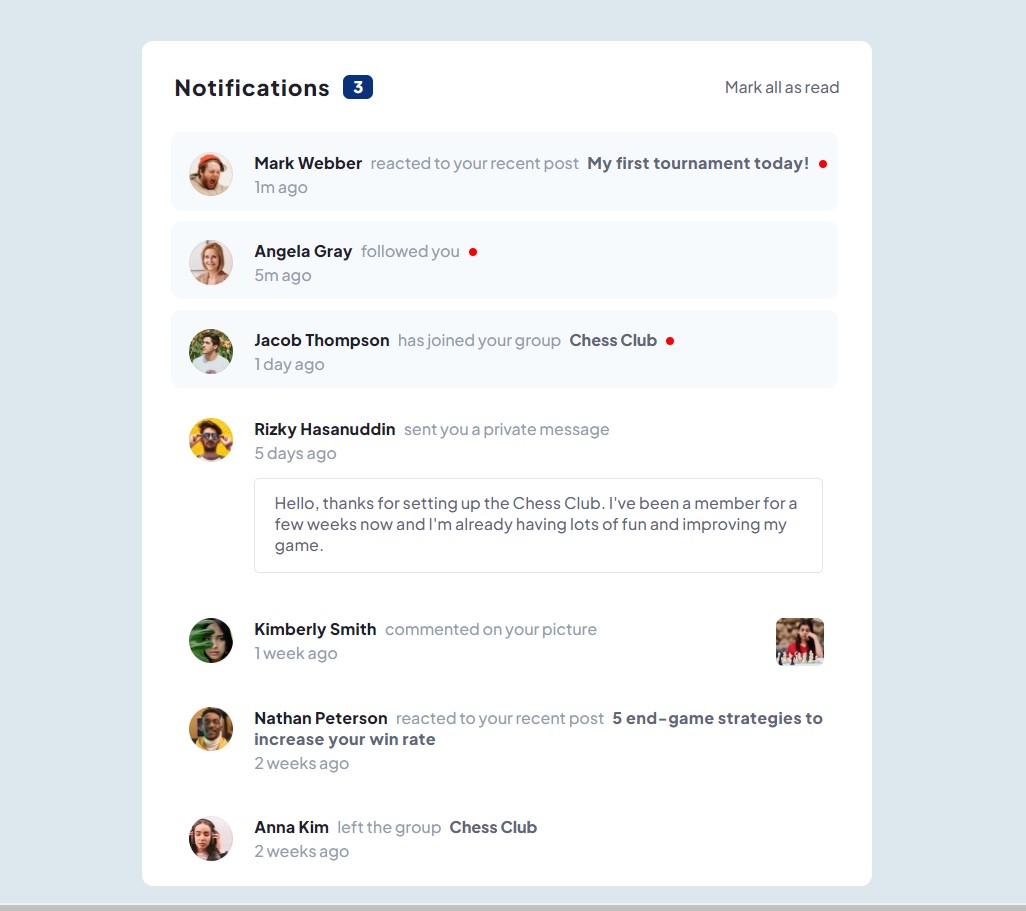 Notifications 3 Mark all as read
Mark Webber reacted to your recent post My first tournament today!
1m ago
Angela Gray followed you
5m ago
Jacob Thompson has joined your group Chess Club
1 day ago
Rizky Hasanuddin sent you a private message
5 days ago
Hello, thanks for setting up the Chess Club. I've been a member for a
few weeks now and I'm already having lots of fun and improving my
game.
Kimberly Smith commented on your picture
1 week ago
Nathan Peterson reacted to your recent post 5 end-game strategies to
increase your win rate
2 weeks ago
Anna Kim left the group Chess Club
2 weeks ago